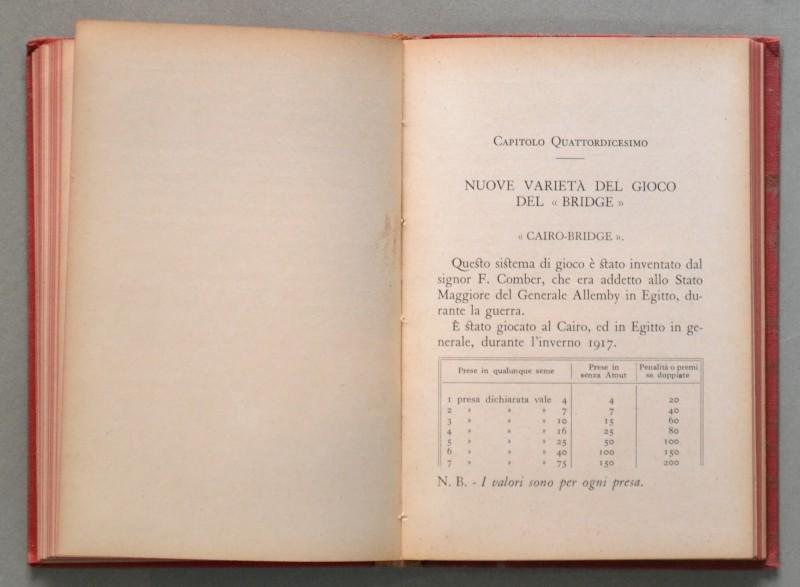 Capitolo Quattordicesimo
NUOVE VARIETÀ DEL GIOCO
DEL « BRIDGE »
« CAIRO-BRIDGE ».
Questo sistema di gioco è stato inventato dal
signor F. Comber, che era addetto allo Stato
Maggiore del Generale Allemby in Egitto, du-
rante la guerra.
È stato giocato al Cairo, ed in Egitto in ge-
nerale, durante l'inverno 1917.
Prese in qualunque seme | Prese in senza Atout | Penalità o premi se doppiate
1 presa dichiarata vale 4 | 4 | 20
2 » » » 7 | 7 | 40
3 » » » 10 | 15 | 60
4 » » » 16 | 25 | 80
5 » » » 25 | 50 | 100
6 » » » 40 | 100 | 150
7 » » » 75 | 150 | 200
N. B. - I valori sono per ogni presa.